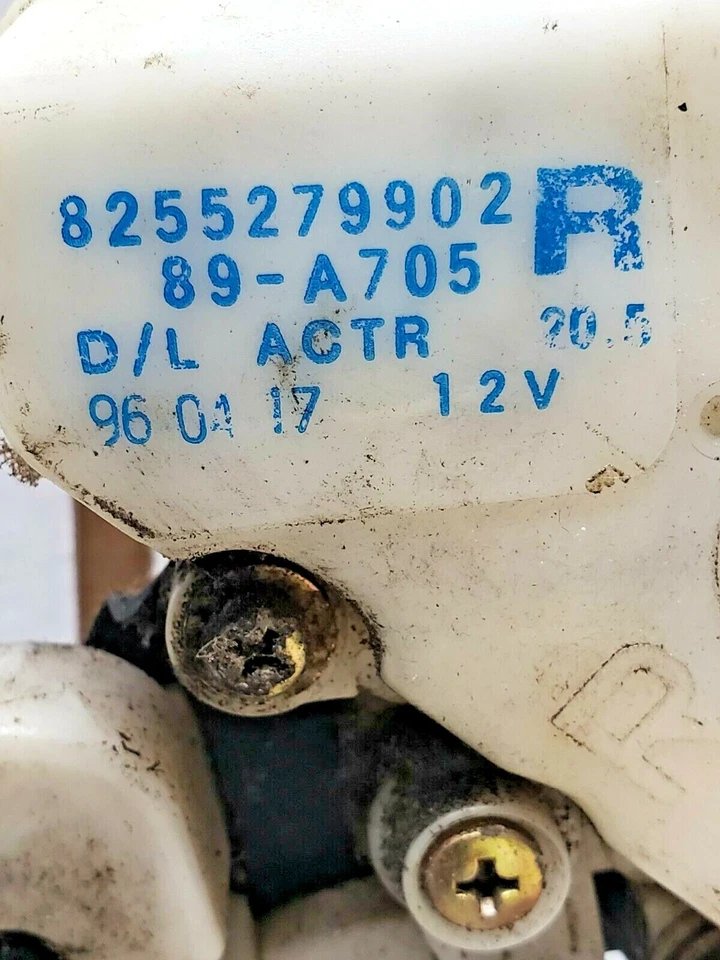 8255279902 R
89-A705
D/L ACTR 20.5
96 04 17 12V
R